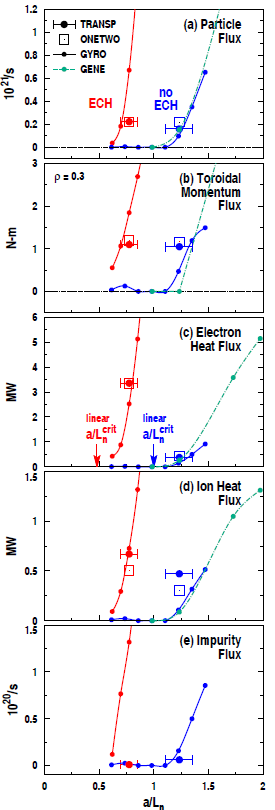 1.2
1
0.8
0.6
0.4
0.2
0
10²¹/s
(a) Particle
Flux
TRANSP
ONETWO
GYRO
GENE
ECH
no
ECH
3
2
1
0
N-m
ρ = 0.3
(b) Toroidal
Momentum
Flux
6
5
4
3
2
1
0
MW
(c) Electron
Heat Flux
linear
a/Lₙcrit
linear
a/Lₙcrit
1.5
1
0.5
0
MW
(d) Ion Heat
Flux
1.5
1
0.5
0
10²⁰/s
(e) Impurity
Flux
0 0.5 1 1.5 2
a/Lₙ